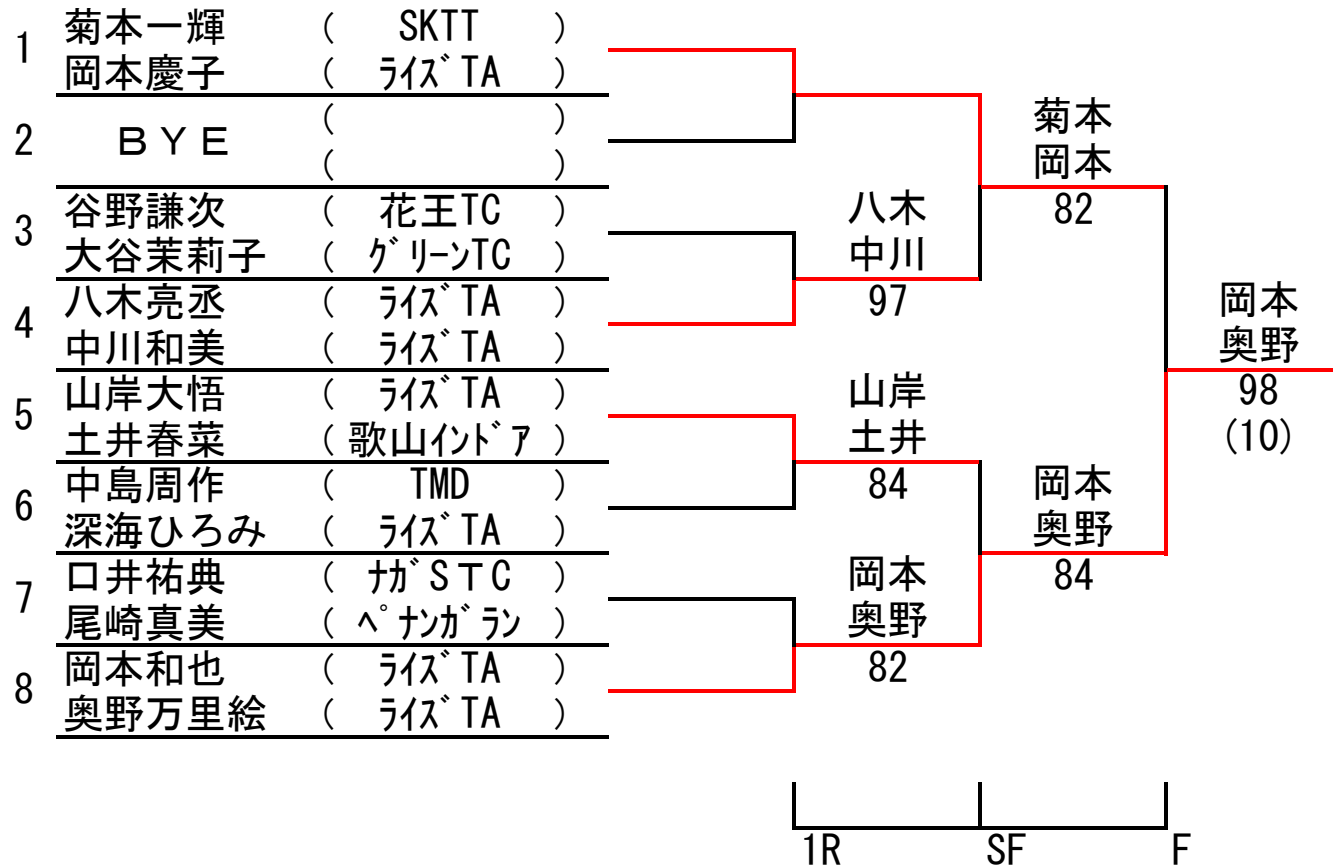 1 菊本一輝 ( SKTT )
岡本慶子 ( ﾗｲｽﾞTA )
2 ＢＹＥ ( )
( )
3 谷野謙次 ( 花王TC )
大谷茉莉子 ( ｸﾞﾘｰﾝTC )
4 八木亮丞 ( ﾗｲｽﾞTA )
中川和美 ( ﾗｲｽﾞTA )
5 山岸大悟 ( ﾗｲｽﾞTA )
土井春菜 ( 歌山ｲﾝﾄﾞｱ )
6 中島周作 ( TMD )
深海ひろみ ( ﾗｲｽﾞTA )
7 口井祐典 ( ﾅｶﾞＳＴＣ )
尾崎真美 ( ﾍﾟﾅﾝｶﾞﾗﾝ )
8 岡本和也 ( ﾗｲｽﾞTA )
奥野万里絵 ( ﾗｲｽﾞTA )
八木
中川
97
山岸
土井
84
岡本
奥野
82
菊本
岡本
82
岡本
奥野
84
岡本
奥野
98
(10)
1R SF F